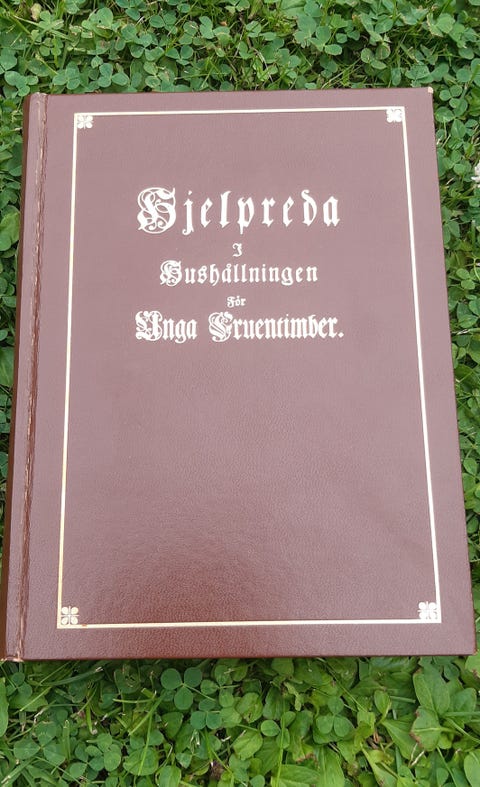 Hjelpreda
I
Hushållningen
För
Unga Fruentimber.